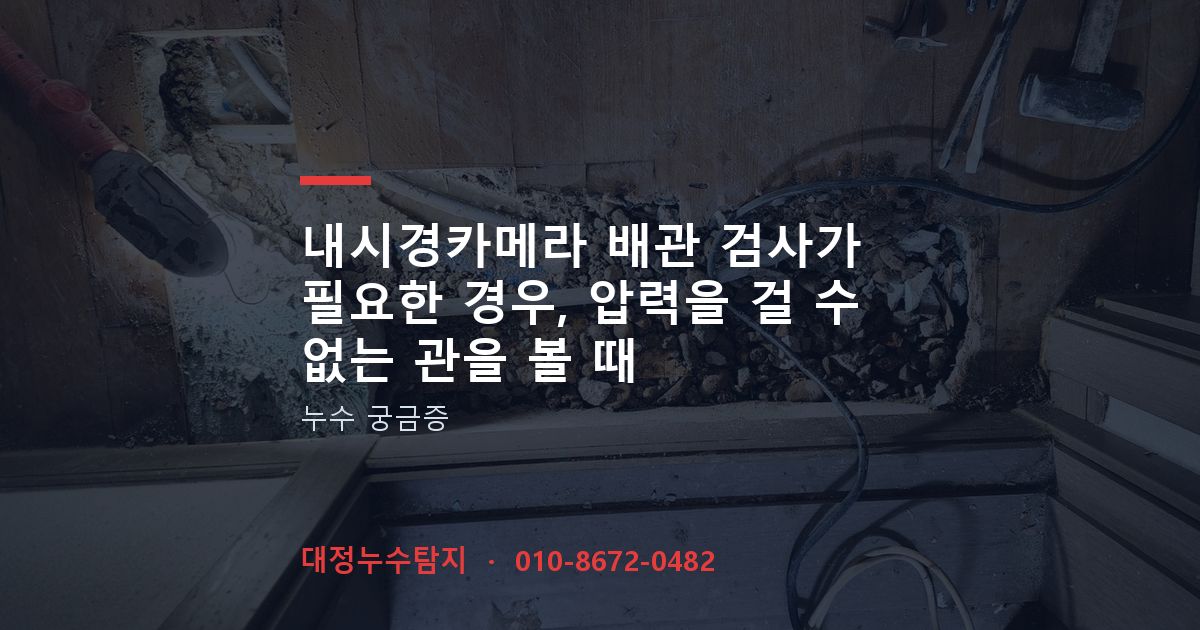 내시경카메라 배관 검사가
필요한 경우, 압력을 걸 수
없는 관을 볼 때
누수 궁금증
대정누수탐지 · 010-8672-0482